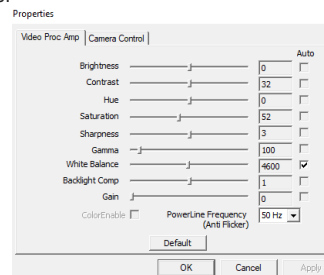 Properties
Video Proc Amp Camera Control
Auto
Brightness 0
Contrast 32
Hue 0
Saturation 52
Sharpness 3
Gamma 100
White Balance 4600
Backlight Comp 1
Gain 0
ColorEnable PowerLine Frequency 50 Hz
(Anti Flicker)
Default
OK Cancel Apply